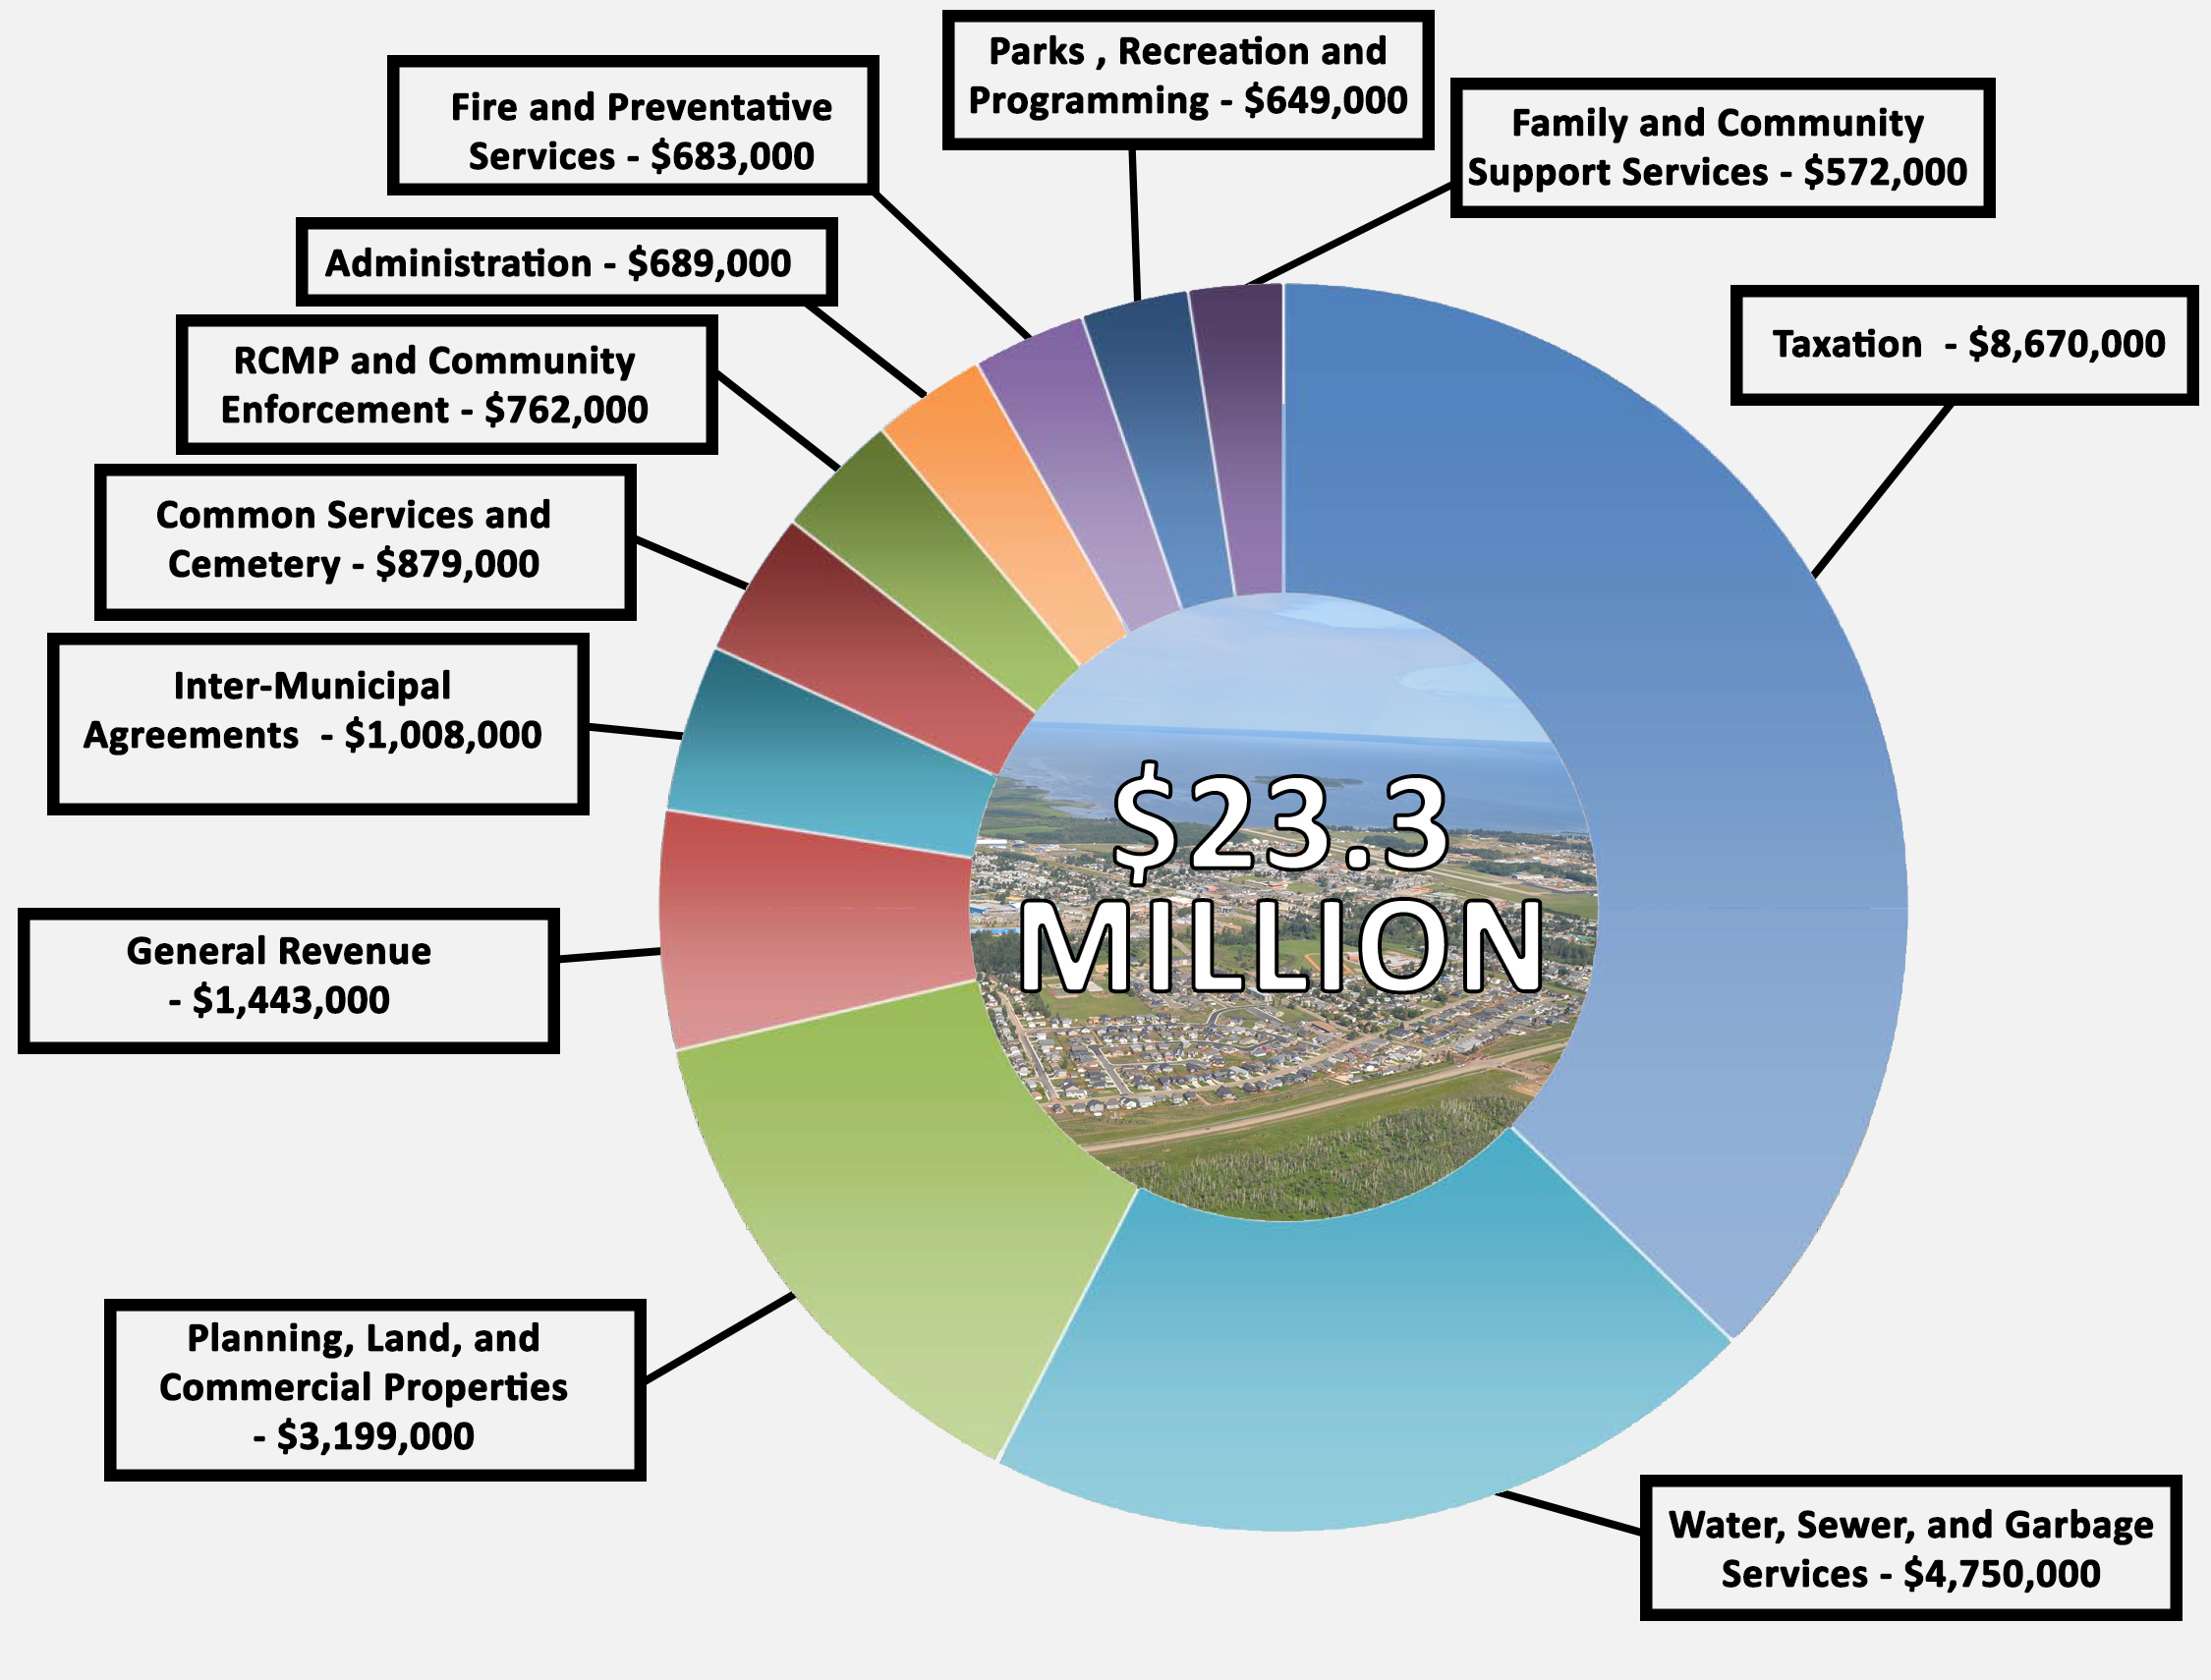 Parks , Recreation and
Programming - $649,000
Fire and Preventative
Services - $683,000
Family and Community
Support Services - $572,000
Administration - $689,000
Taxation  - $8,670,000
RCMP and Community
Enforcement - $762,000
Common Services and
Cemetery - $879,000
Inter-Municipal
Agreements  - $1,008,000
$23.3
MILLION
General Revenue
- $1,443,000
Planning, Land, and
Commercial Properties
- $3,199,000
Water, Sewer, and Garbage
Services - $4,750,000